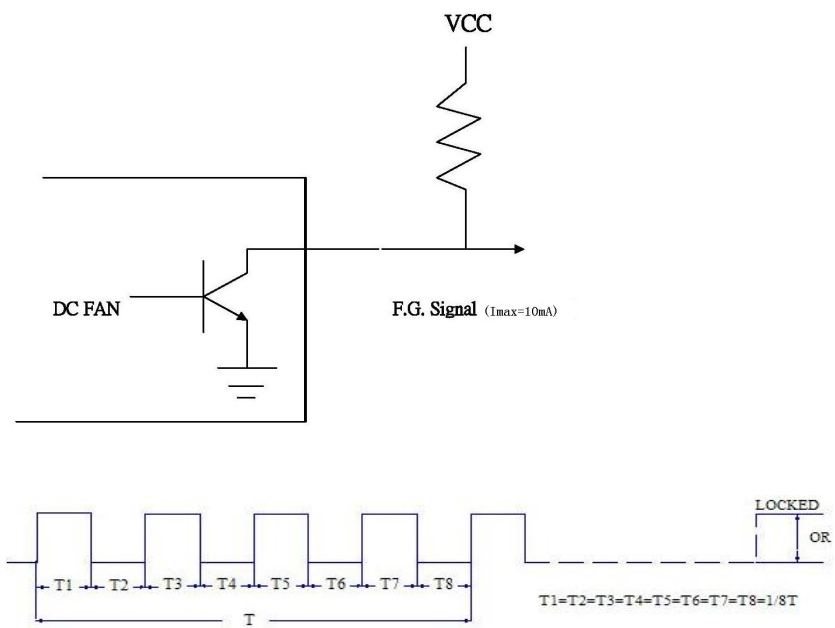 VCC
DC FAN
F.G. Signal (Imax=10mA)
LOCKED
OR
T1 T2 T3 T4 T5 T6 T7 T8
T1=T2=T3=T4=T5=T6=T7=T8=1/8T
T